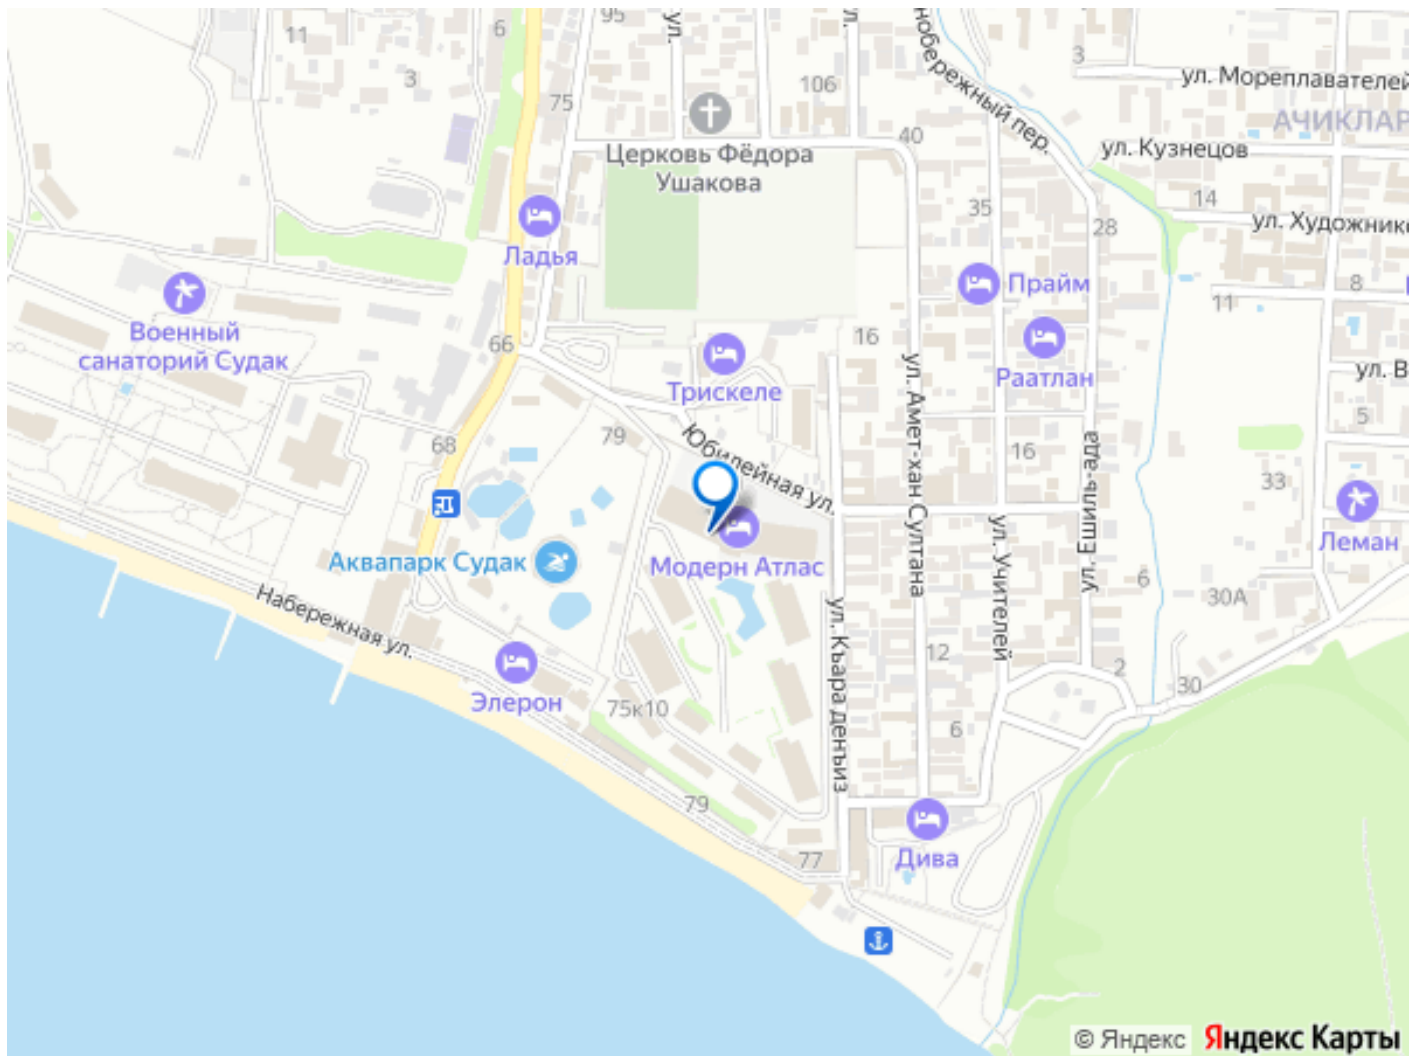 95
ул.
ул.
11
6
3
106
75
3
ул. Мореплавателей
нобережный пер.
АЧИКЛАР
40
ул. Кузнецов
Церковь Фёдора
Ушакова
14
35
28
ул. Художнико
Ладья
Прайм
8
11
Военный
санаторий Судак
66
16
Трискеле
Раатлан
ул. В
ул. Амет-хан Султана
5
79
68
Юбилейная ул.
16
ул. Ешиль-ада
33
Леман
Аквапарк Судак
Модерн Атлас
ул. Учителей
6
30А
Набережная ул.
ул. Къара денъиз
12
2
30
Элерон
75к10
6
79
77
Дива
© Яндекс Яндекс Карты